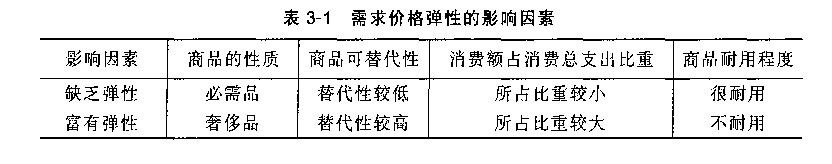 表 3-1 需求价格弹性的影响因素
影响因素 商品的性质 商品可替代性 消费额占消费总支出比重 商品耐用程度
缺乏弹性 必需品 替代性较低 所占比重较小 很耐用
富有弹性 奢侈品 替代性较高 所占比重较大 不耐用